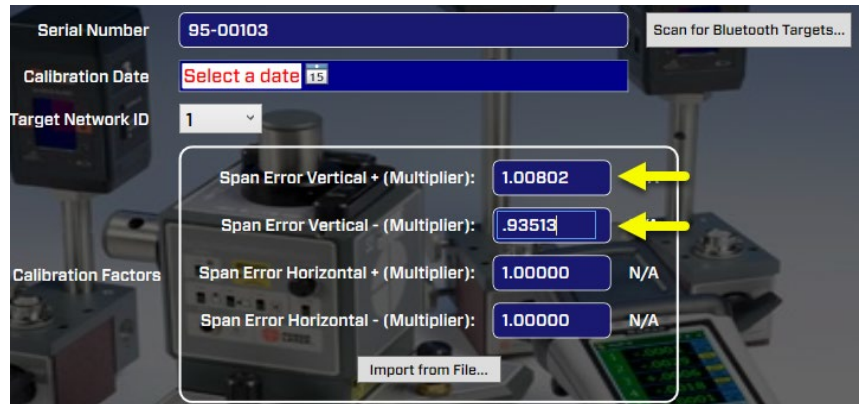 Serial Number 95-00103 Scan for Bluetooth Targets...
Calibration Date Select a date 15
Target Network ID 1
Span Error Vertical + (Multiplier): 1.00802
Span Error Vertical - (Multiplier): .93513
Calibration Factors Span Error Horizontal + (Multiplier): 1.00000 N/A
Span Error Horizontal - (Multiplier): 1.00000 N/A
Import from File...